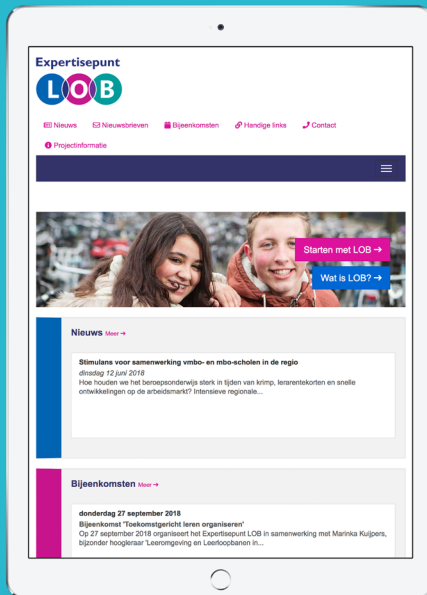 Expertisepunt
LOB
Nieuws Nieuwsbrieven Bijeenkomsten Handige links Contact
Projectinformatie
Starten met LOB →
Wat is LOB? →
Nieuws Meer →
Stimulans voor samenwerking vmbo- en mbo-scholen in de regio
dinsdag 12 juni 2018
Hoe houden we het beroepsonderwijs sterk in tijden van krimp, lerarentekorten en snelle
ontwikkelingen op de arbeidsmarkt? Intensieve regionale...
Bijeenkomsten Meer →
donderdag 27 september 2018
Bijeenkomst 'Toekomstgericht leren organiseren'
Op 27 september 2018 organiseert het Expertisepunt LOB in samenwerking met Marinka Kuijpers,
bijzonder hoogleraar 'Leeromgeving en Leerloopbanen in...